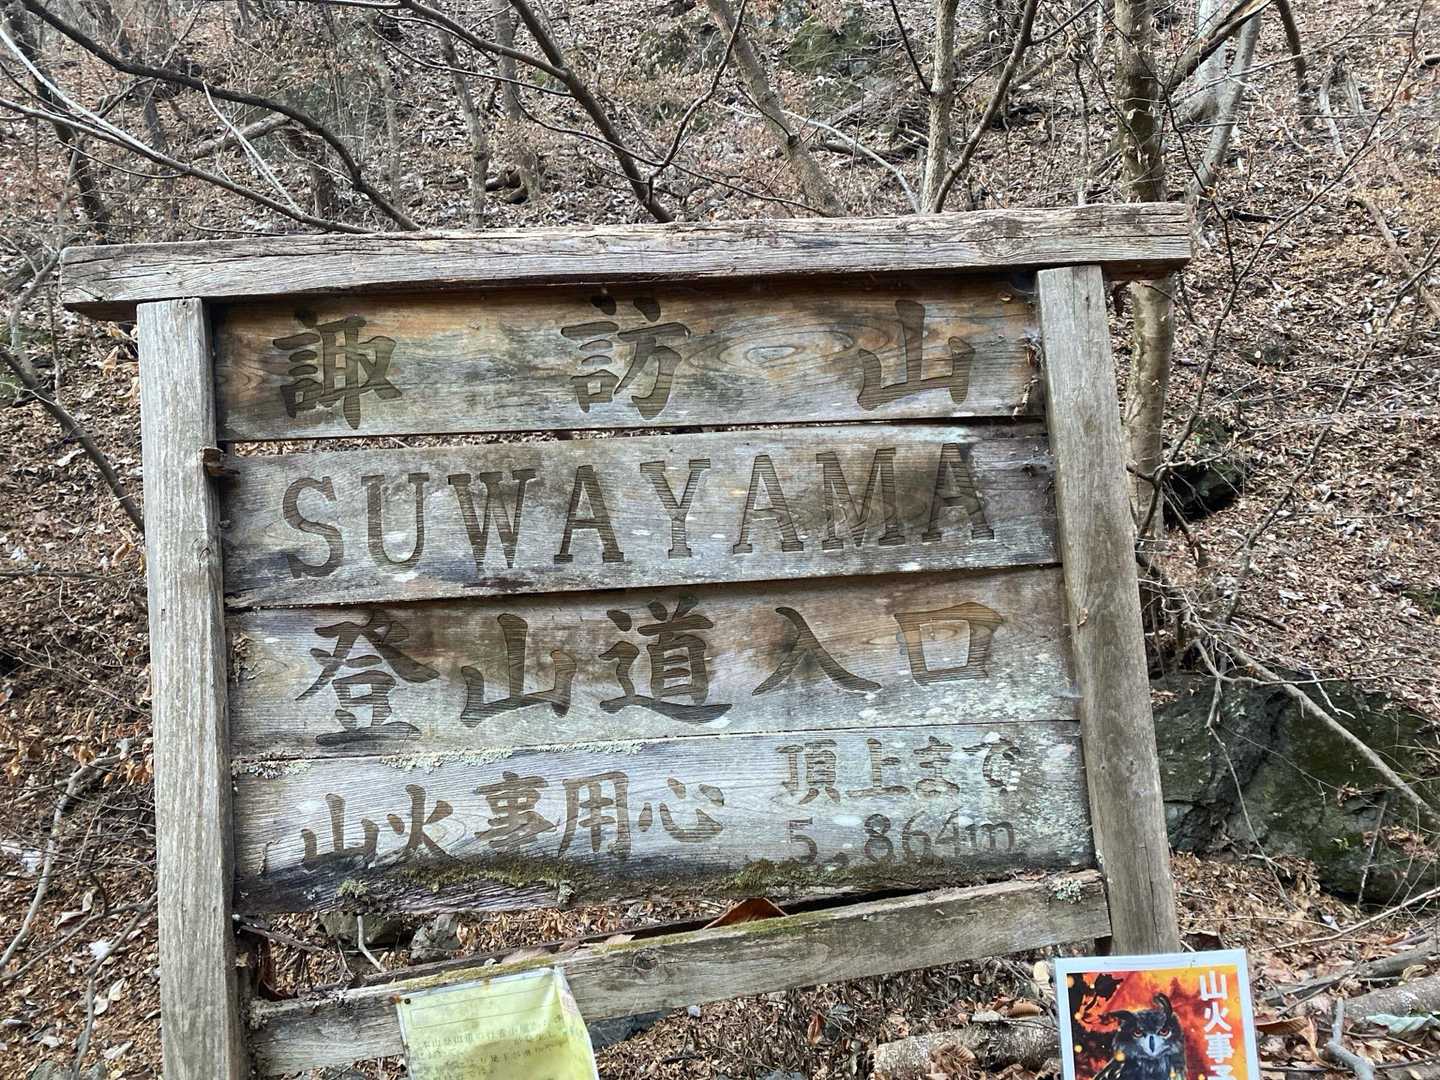 諏訪山
SUWAYAMA
登山道入口
山火事用心
頂上まで
5,864m
山火事